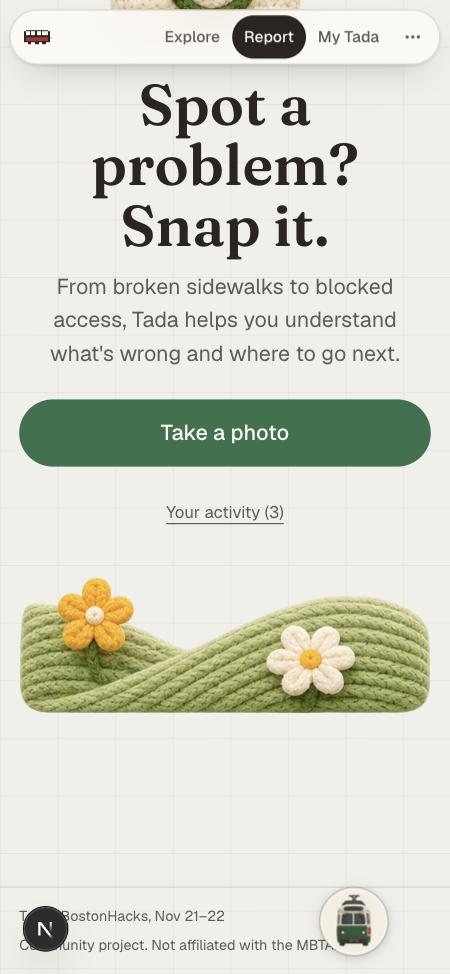 Explore Report My Tada
Spot a
problem?
Snap it.
From broken sidewalks to blocked
access, Tada helps you understand
what's wrong and where to go next.
Take a photo
Your activity (3)
BostonHacks, Nov 21–22
N
project. Not affiliated with the MBTA